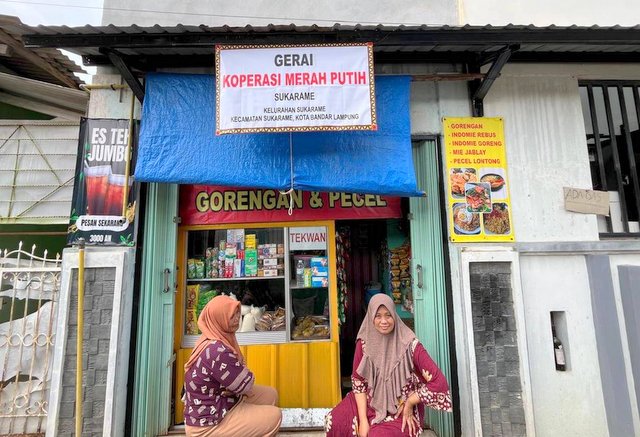 GERAI
KOPERASI MERAH PUTIH
SUKARAME
KELURAHAN SUKARAME
KECAMATAN SUKARAME, KOTA BANDAR LAMPUNG
ES TEH
JUMBO
PESAN SEKARANG
3000 AN
GORENGAN & PECEL
TEKWAN
- GORENGAN
- INDOMIE REBUS
- INDOMIE GORENG
- MIE JABLAY
- PECEL LONTONG